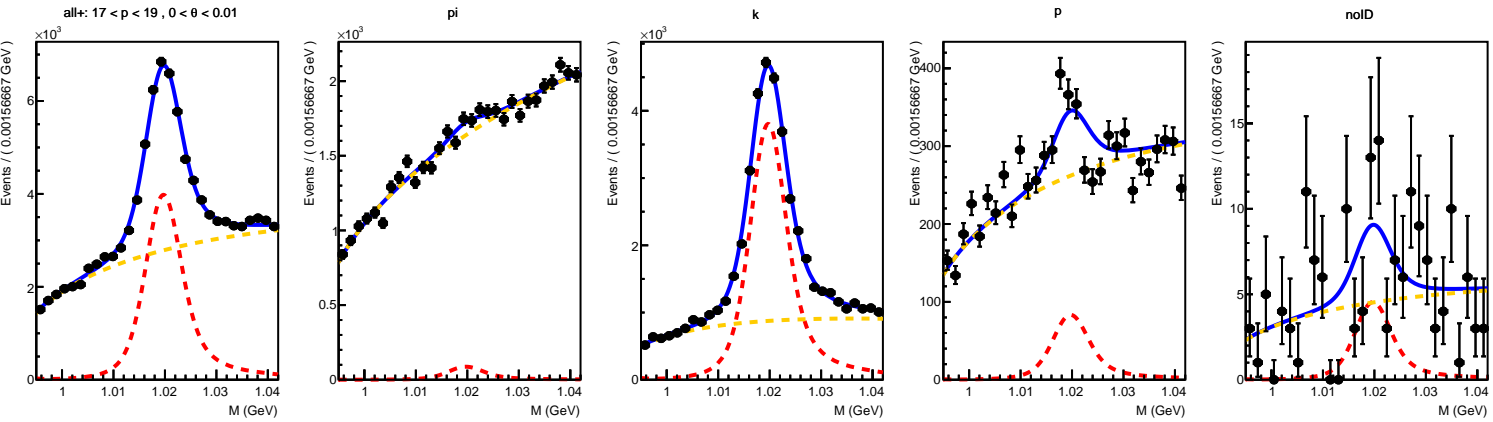 all+: 17 < p < 19 , 0 < θ < 0.01
×10³
Events / ( 0.00156667 GeV )
6
4
2
0
1 1.01 1.02 1.03 1.04
M (GeV)
pi
×10³
Events / ( 0.00156667 GeV )
2
1.5
1
0.5
0
1 1.01 1.02 1.03 1.04
M (GeV)
k
×10³
Events / ( 0.00156667 GeV )
4
2
0
1 1.01 1.02 1.03 1.04
M (GeV)
p
Events / ( 0.00156667 GeV )
400
300
200
100
0
1 1.01 1.02 1.03 1.04
M (GeV)
noID
Events / ( 0.00156667 GeV )
15
10
5
0
1 1.01 1.02 1.03 1.04
M (GeV)